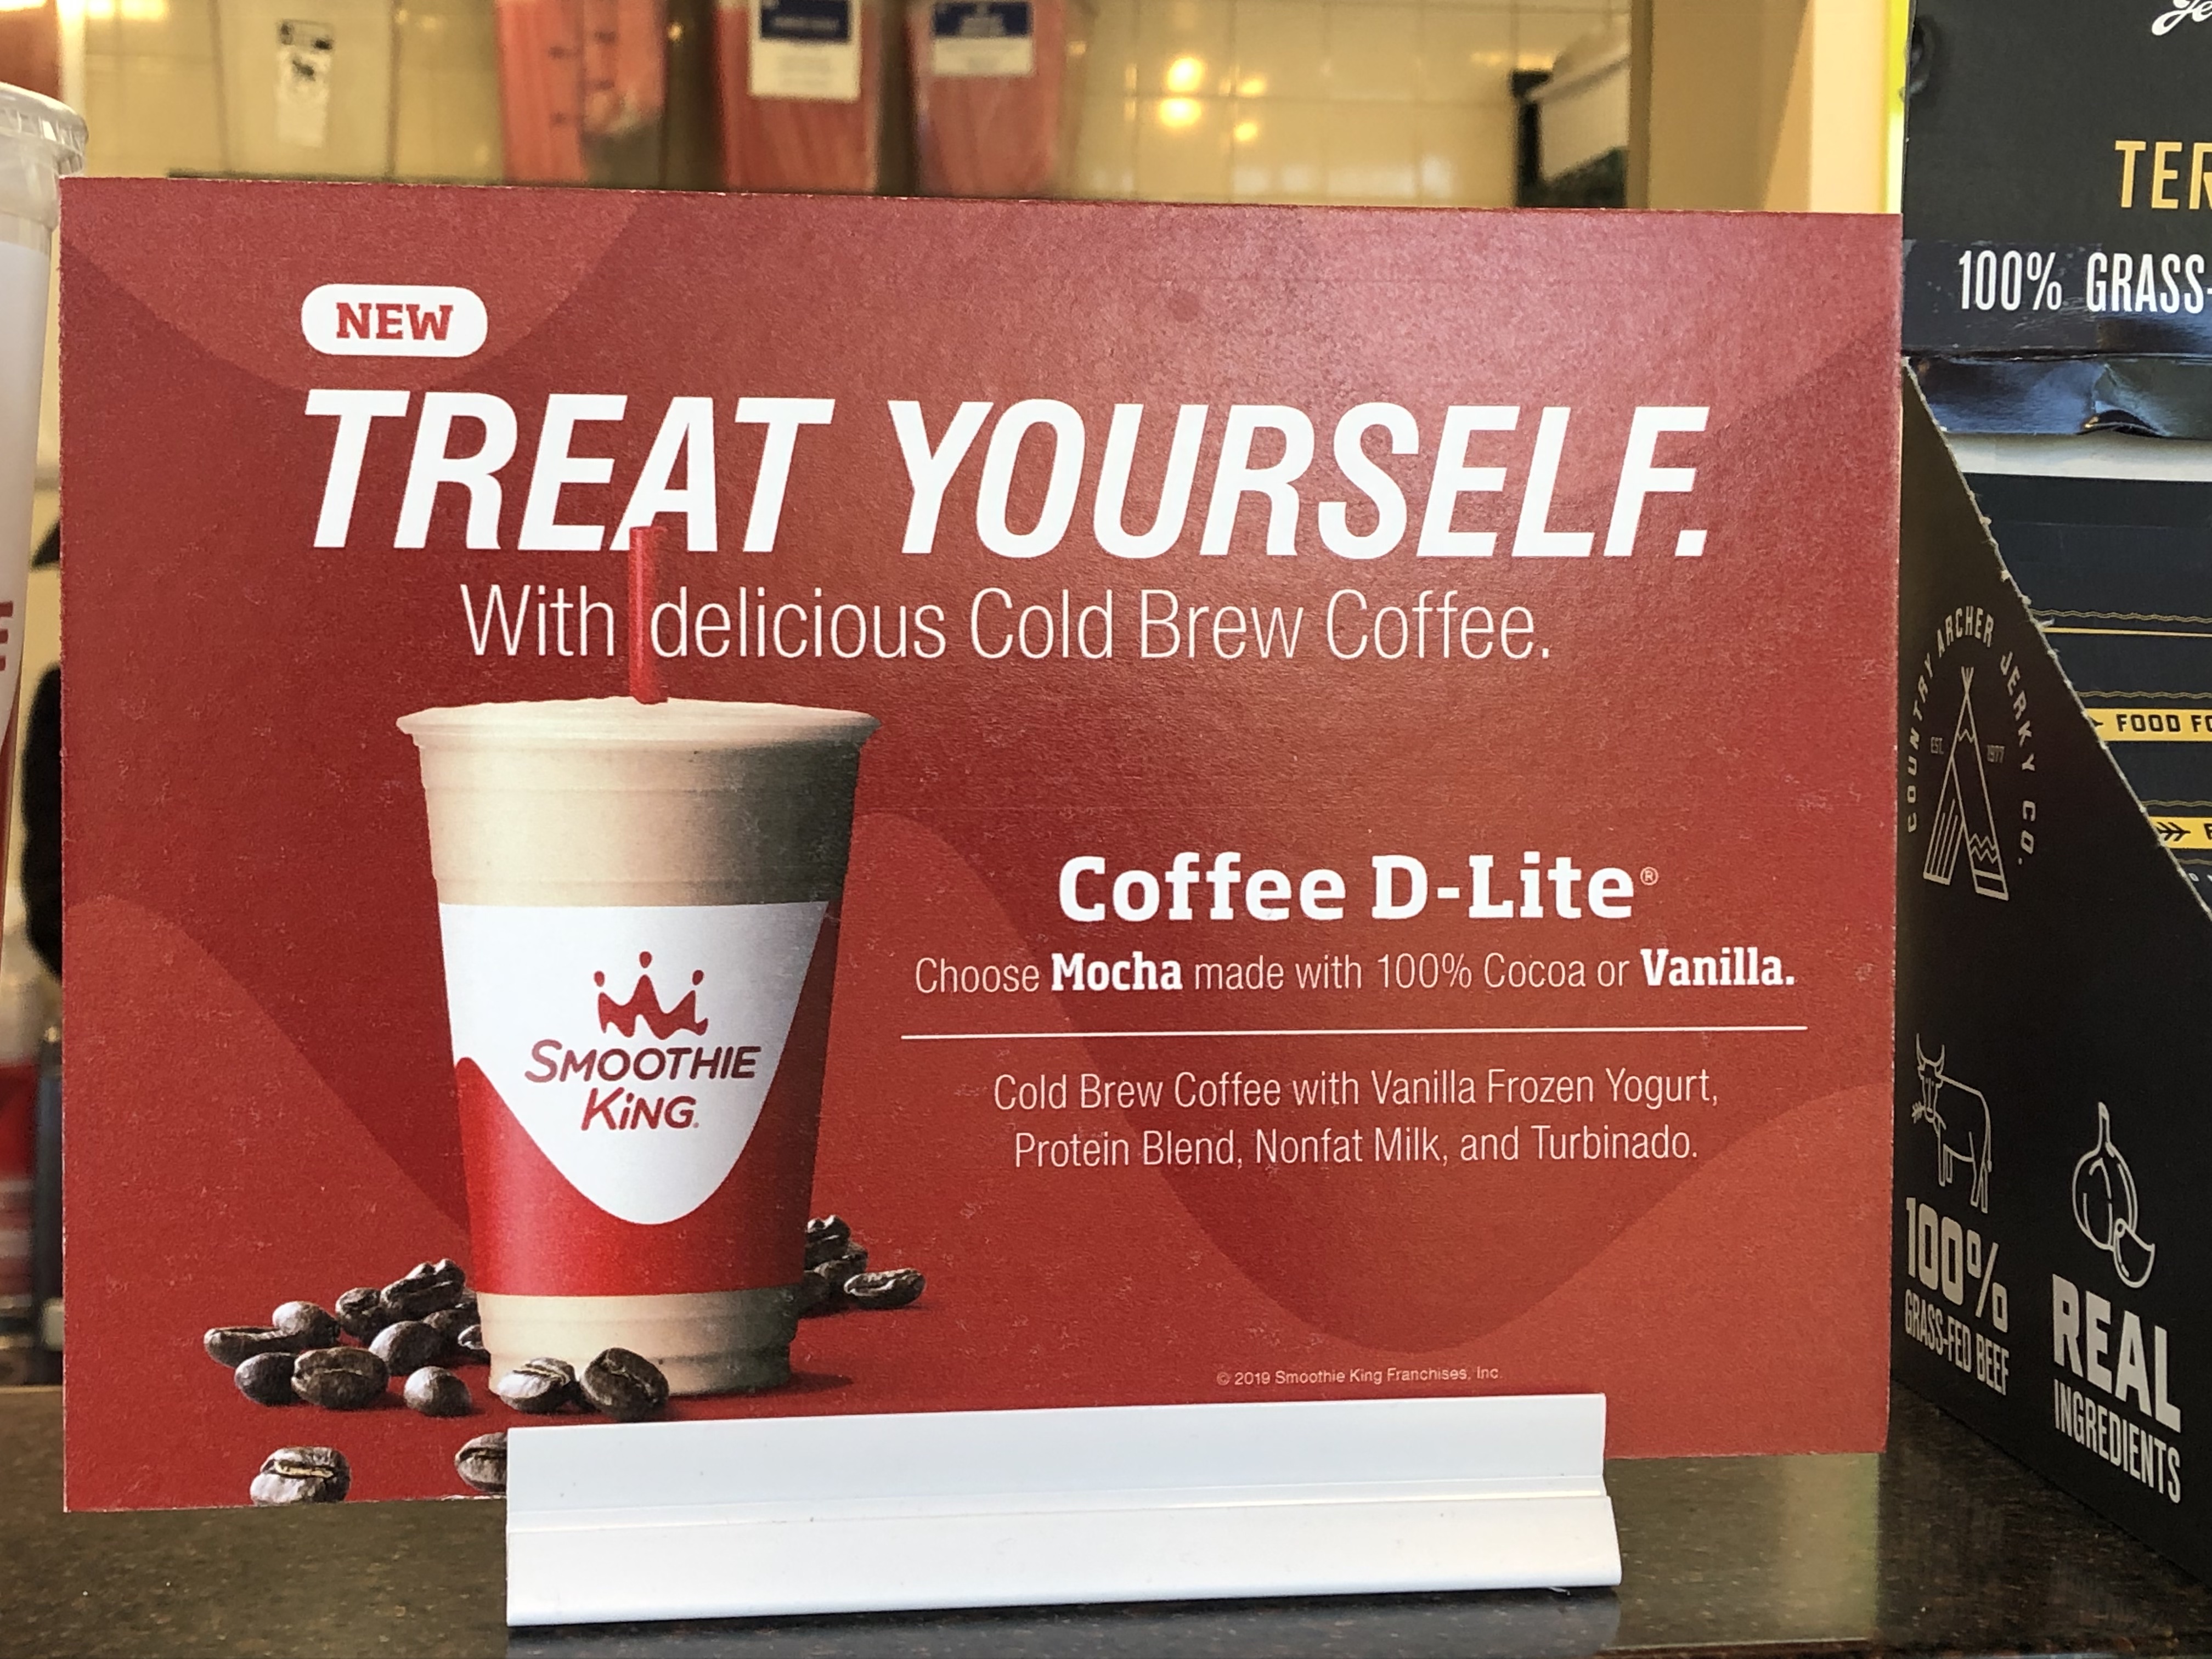 NEW
TREAT YOURSELF.
With delicious Cold Brew Coffee.
Coffee D-Lite®
Choose Mocha made with 100% Cocoa or Vanilla.
Cold Brew Coffee with Vanilla Frozen Yogurt,
Protein Blend, Nonfat Milk, and Turbinado.
SMOOTHIE
KiNG.
© 2019 Smoothie King Franchises, Inc.
TER
100% GRASS-
COUNTRY ARCHER JERKY CO.
EST. 1977
FOOD FO
100%
GRASS-FED BEEF
REAL
INGREDIENTS